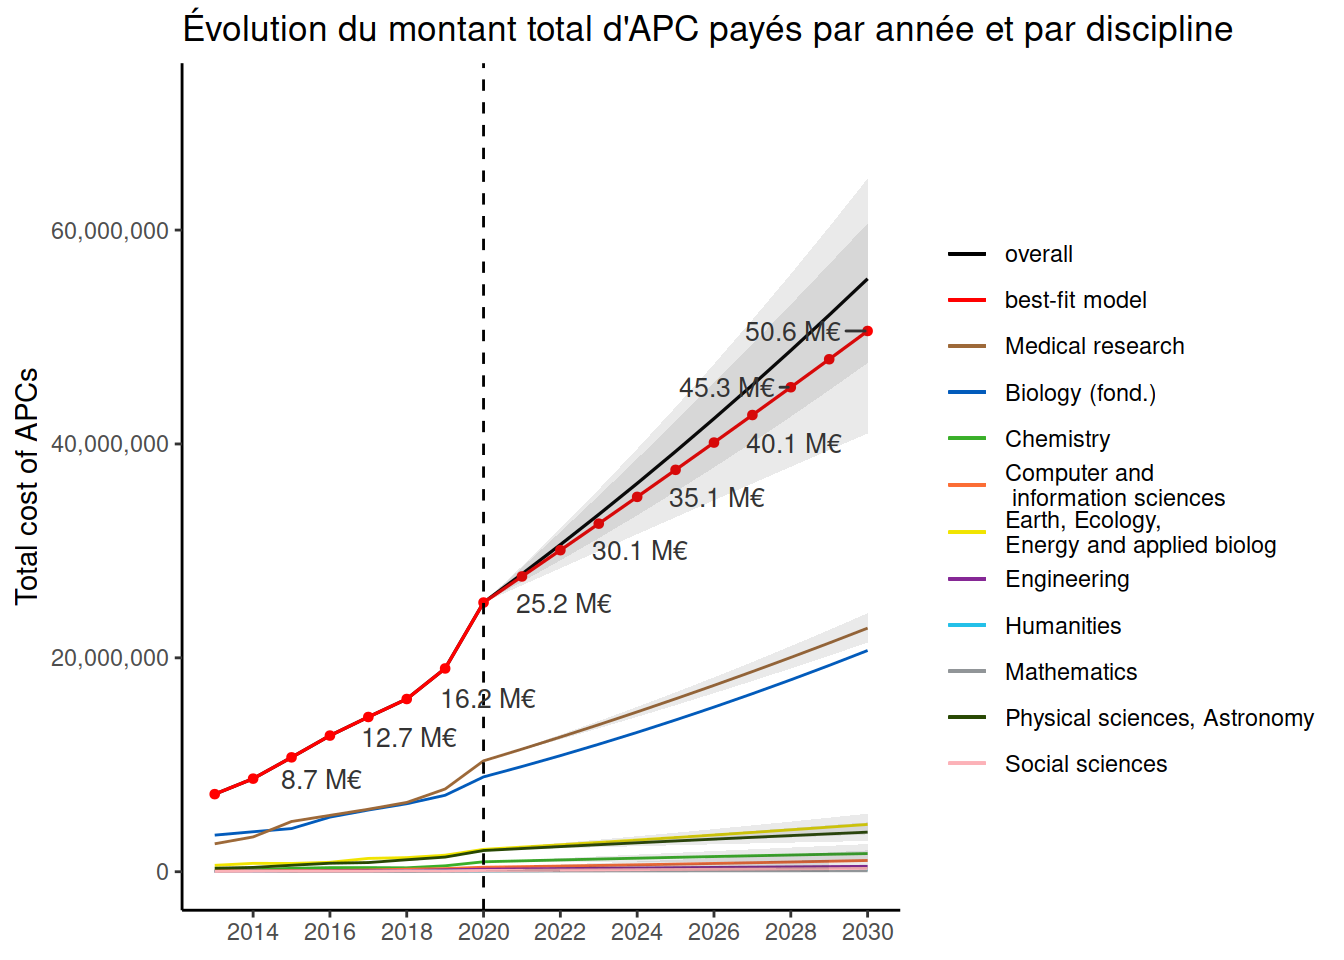 Évolution du montant total d'APC payés par année et par discipline
Total cost of APCs
60,000,000
40,000,000
20,000,000
0
2014
2016
2018
2020
2022
2024
2026
2028
2030
8.7 M€
12.7 M€
16.2 M€
25.2 M€
30.1 M€
35.1 M€
40.1 M€
45.3 M€
50.6 M€
overall
best-fit model
Medical research
Biology (fond.)
Chemistry
Computer and
information sciences
Earth, Ecology,
Energy and applied biolog
Engineering
Humanities
Mathematics
Physical sciences, Astronomy
Social sciences